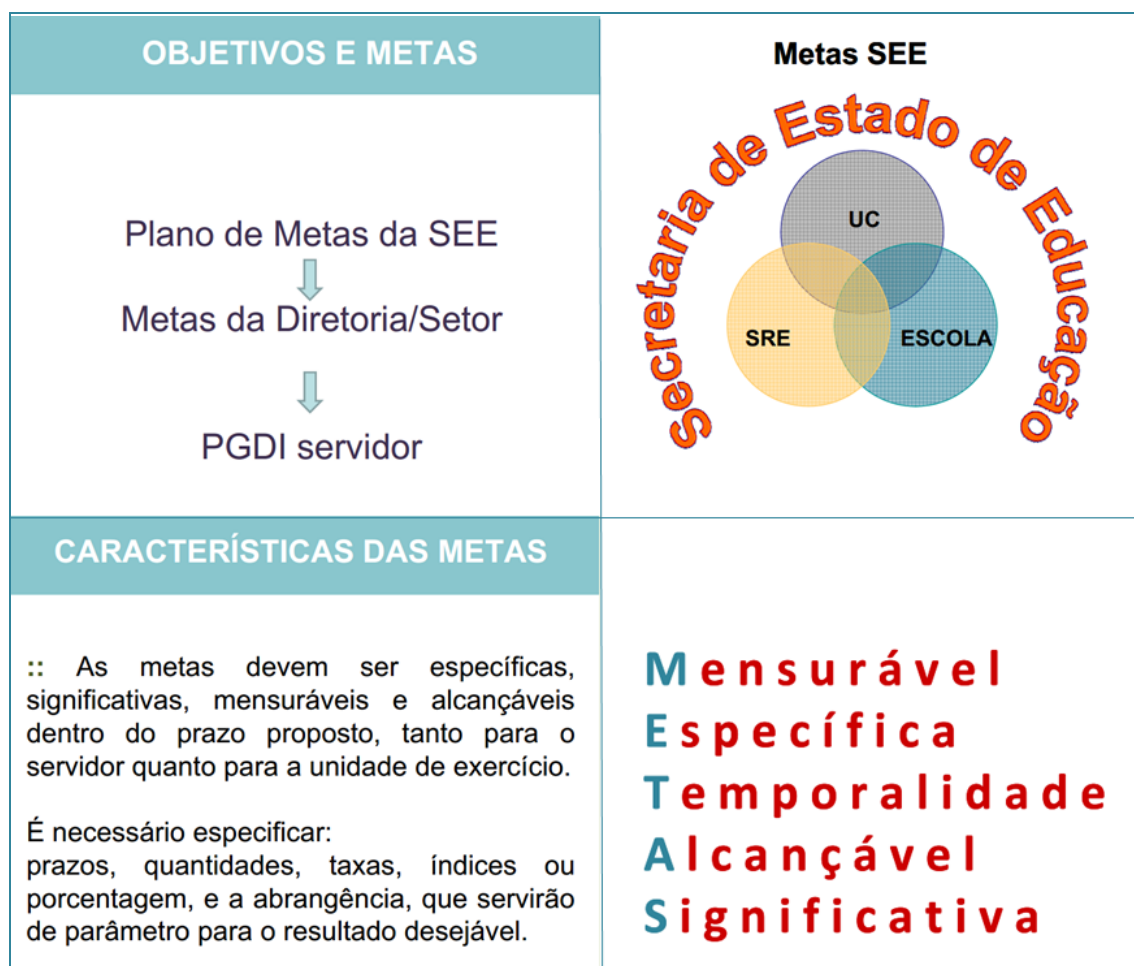 OBJETIVOS E METAS
Plano de Metas da SEE
Metas da Diretoria/Setor
PGDI servidor
Metas SEE
Secretaria de Estado de Educação
UC
SRE
ESCOLA
CARACTERÍSTICAS DAS METAS
:: As metas devem ser específicas,
significativas, mensuráveis e alcançáveis
dentro do prazo proposto, tanto para o
servidor quanto para a unidade de exercício.
É necessário especificar:
prazos, quantidades, taxas, índices ou
porcentagem, e a abrangência, que servirão
de parâmetro para o resultado desejável.
Mensurável
Específica
Temporalidade
Alcançável
Significativa